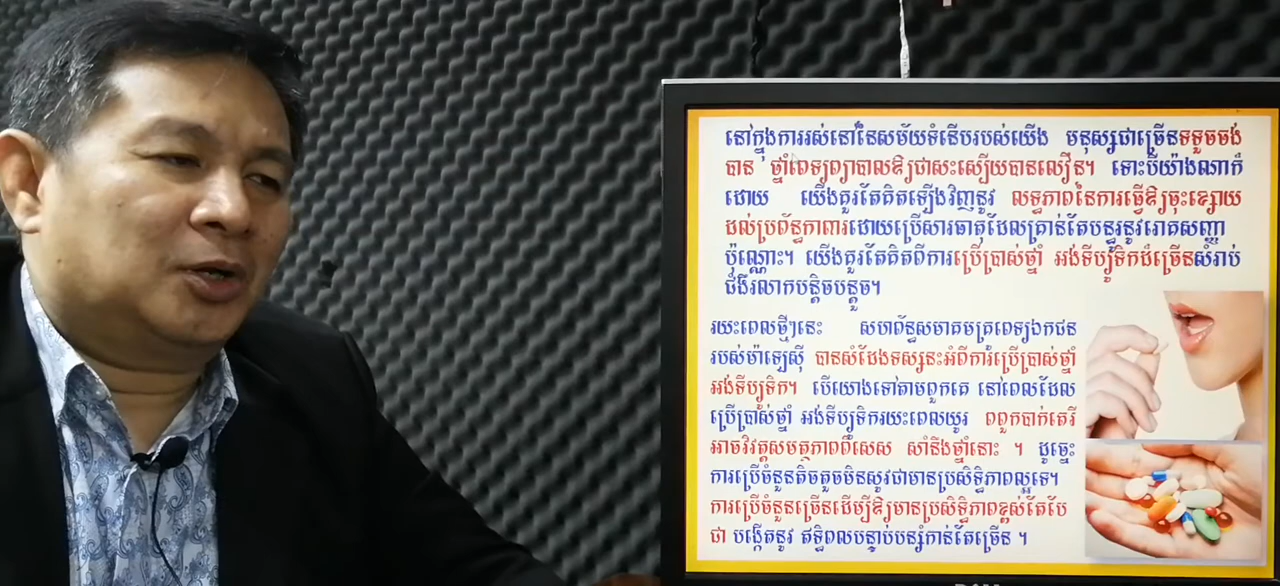 នៅក្នុងការរស់នៅនៃសម័យទំនើបរបស់យើង មនុស្សជាច្រើនទទួចចង់
បាន ថ្នាំពេទ្យព្យាបាលឱ្យជាសះស្បើយបានលឿន។ ទោះបីយ៉ាងណាក៏
ដោយ យើងគួរតែគិតឡើងវិញនូវ លទ្ធភាពនៃការធ្វើឱ្យចុះខ្សោយ
ដល់ប្រព័ន្ធការពារដោយប្រើសារធាតុដែលគ្រាន់តែបន្ធូរនូវរោគសញ្ញា
ប៉ុណ្ណោះ។ យើងគួរតែគិតពីការប្រើប្រាស់ថ្នាំ អង់ទីប្យូទិកដ៏ច្រើនសំរាប់
ជំងឺរលាកបន្តិចបន្តួច។
រយះពេលថ្មីៗនេះ សហព័ន្ធសមាគមគ្រូពេទ្យឯកជន
របស់ម៉ាឡេស៊ី បានសំដែងទស្សនះអំពីការប្រើប្រាស់ថ្នាំ
អង់ទីប្យូទិក។ បើយោងទៅតាមពួកគេ នៅពេលដែល
ប្រើប្រាស់ថ្នាំ អង់ទីប្យូទិករយះពេលយូរ ពពួកបាក់តេរី
អាចវិវត្តសមត្ថភាពពិសេស សាំនឹងថ្នាំនោះ ។ ដូច្នេះ
ការប្រើចំនួនតិចតួចមិនសូវជាមានប្រសិទ្ធិភាពល្អទេ។
ការប្រើចំនួនច្រើនដើម្បីឱ្យមានប្រសិទ្ធិភាពខ្ពស់តែបែ
ជា បង្កើតនូវ ឥទ្ធិពលបន្ទាប់បន្សំកាន់តែច្រើន ។